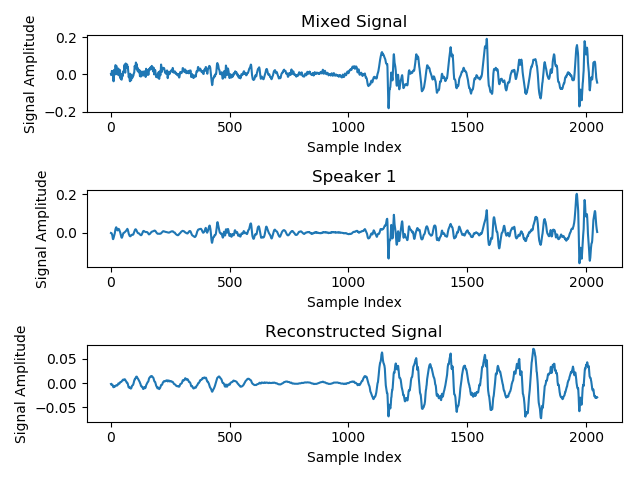 Mixed Signal
Signal Amplitude
0.2
0.0
−0.2
0 500 1000 1500 2000
Sample Index
Speaker 1
Signal Amplitude
0.2
0.0
0 500 1000 1500 2000
Sample Index
Reconstructed Signal
Signal Amplitude
0.05
0.00
−0.05
0 500 1000 1500 2000
Sample Index